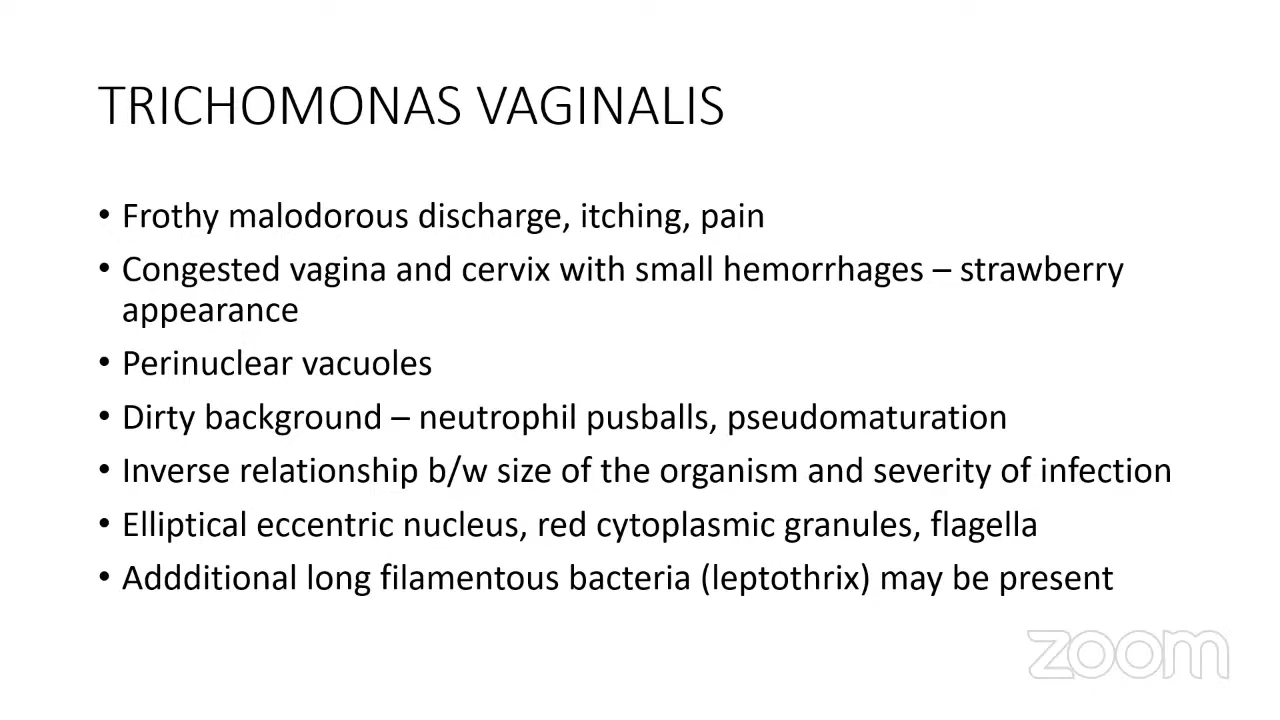 TRICHOMONAS VAGINALIS
• Frothy malodorous discharge, itching, pain
• Congested vagina and cervix with small hemorrhages – strawberry
appearance
• Perinuclear vacuoles
• Dirty background – neutrophil pusballs, pseudomaturation
• Inverse relationship b/w size of the organism and severity of infection
• Elliptical eccentric nucleus, red cytoplasmic granules, flagella
• Addditional long filamentous bacteria (leptothrix) may be present
zoom